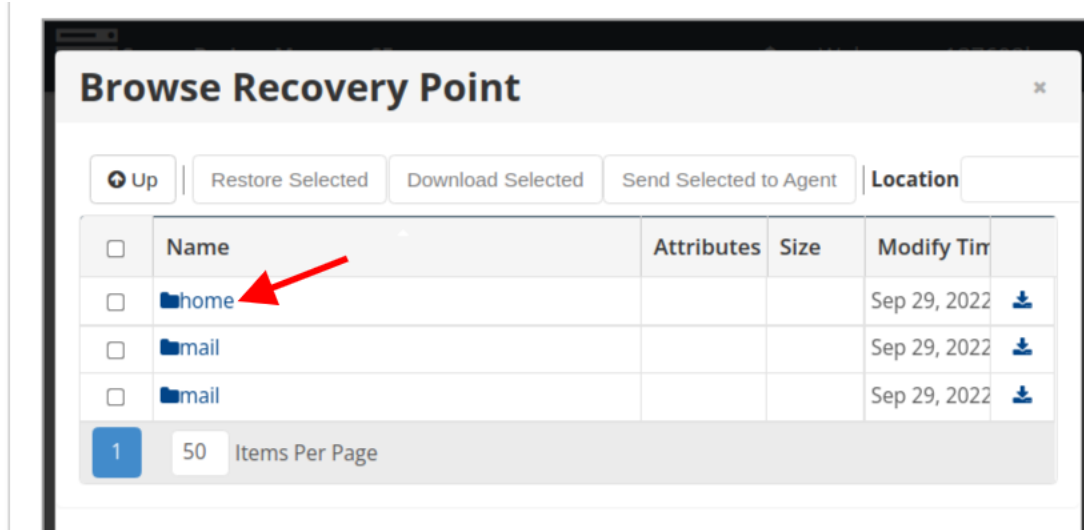 Browse Recovery Point ×
Up | Restore Selected Download Selected Send Selected to Agent | Location
Name Attributes Size Modify Tim
home Sep 29, 2022
mail Sep 29, 2022
mail Sep 29, 2022
1 50 Items Per Page